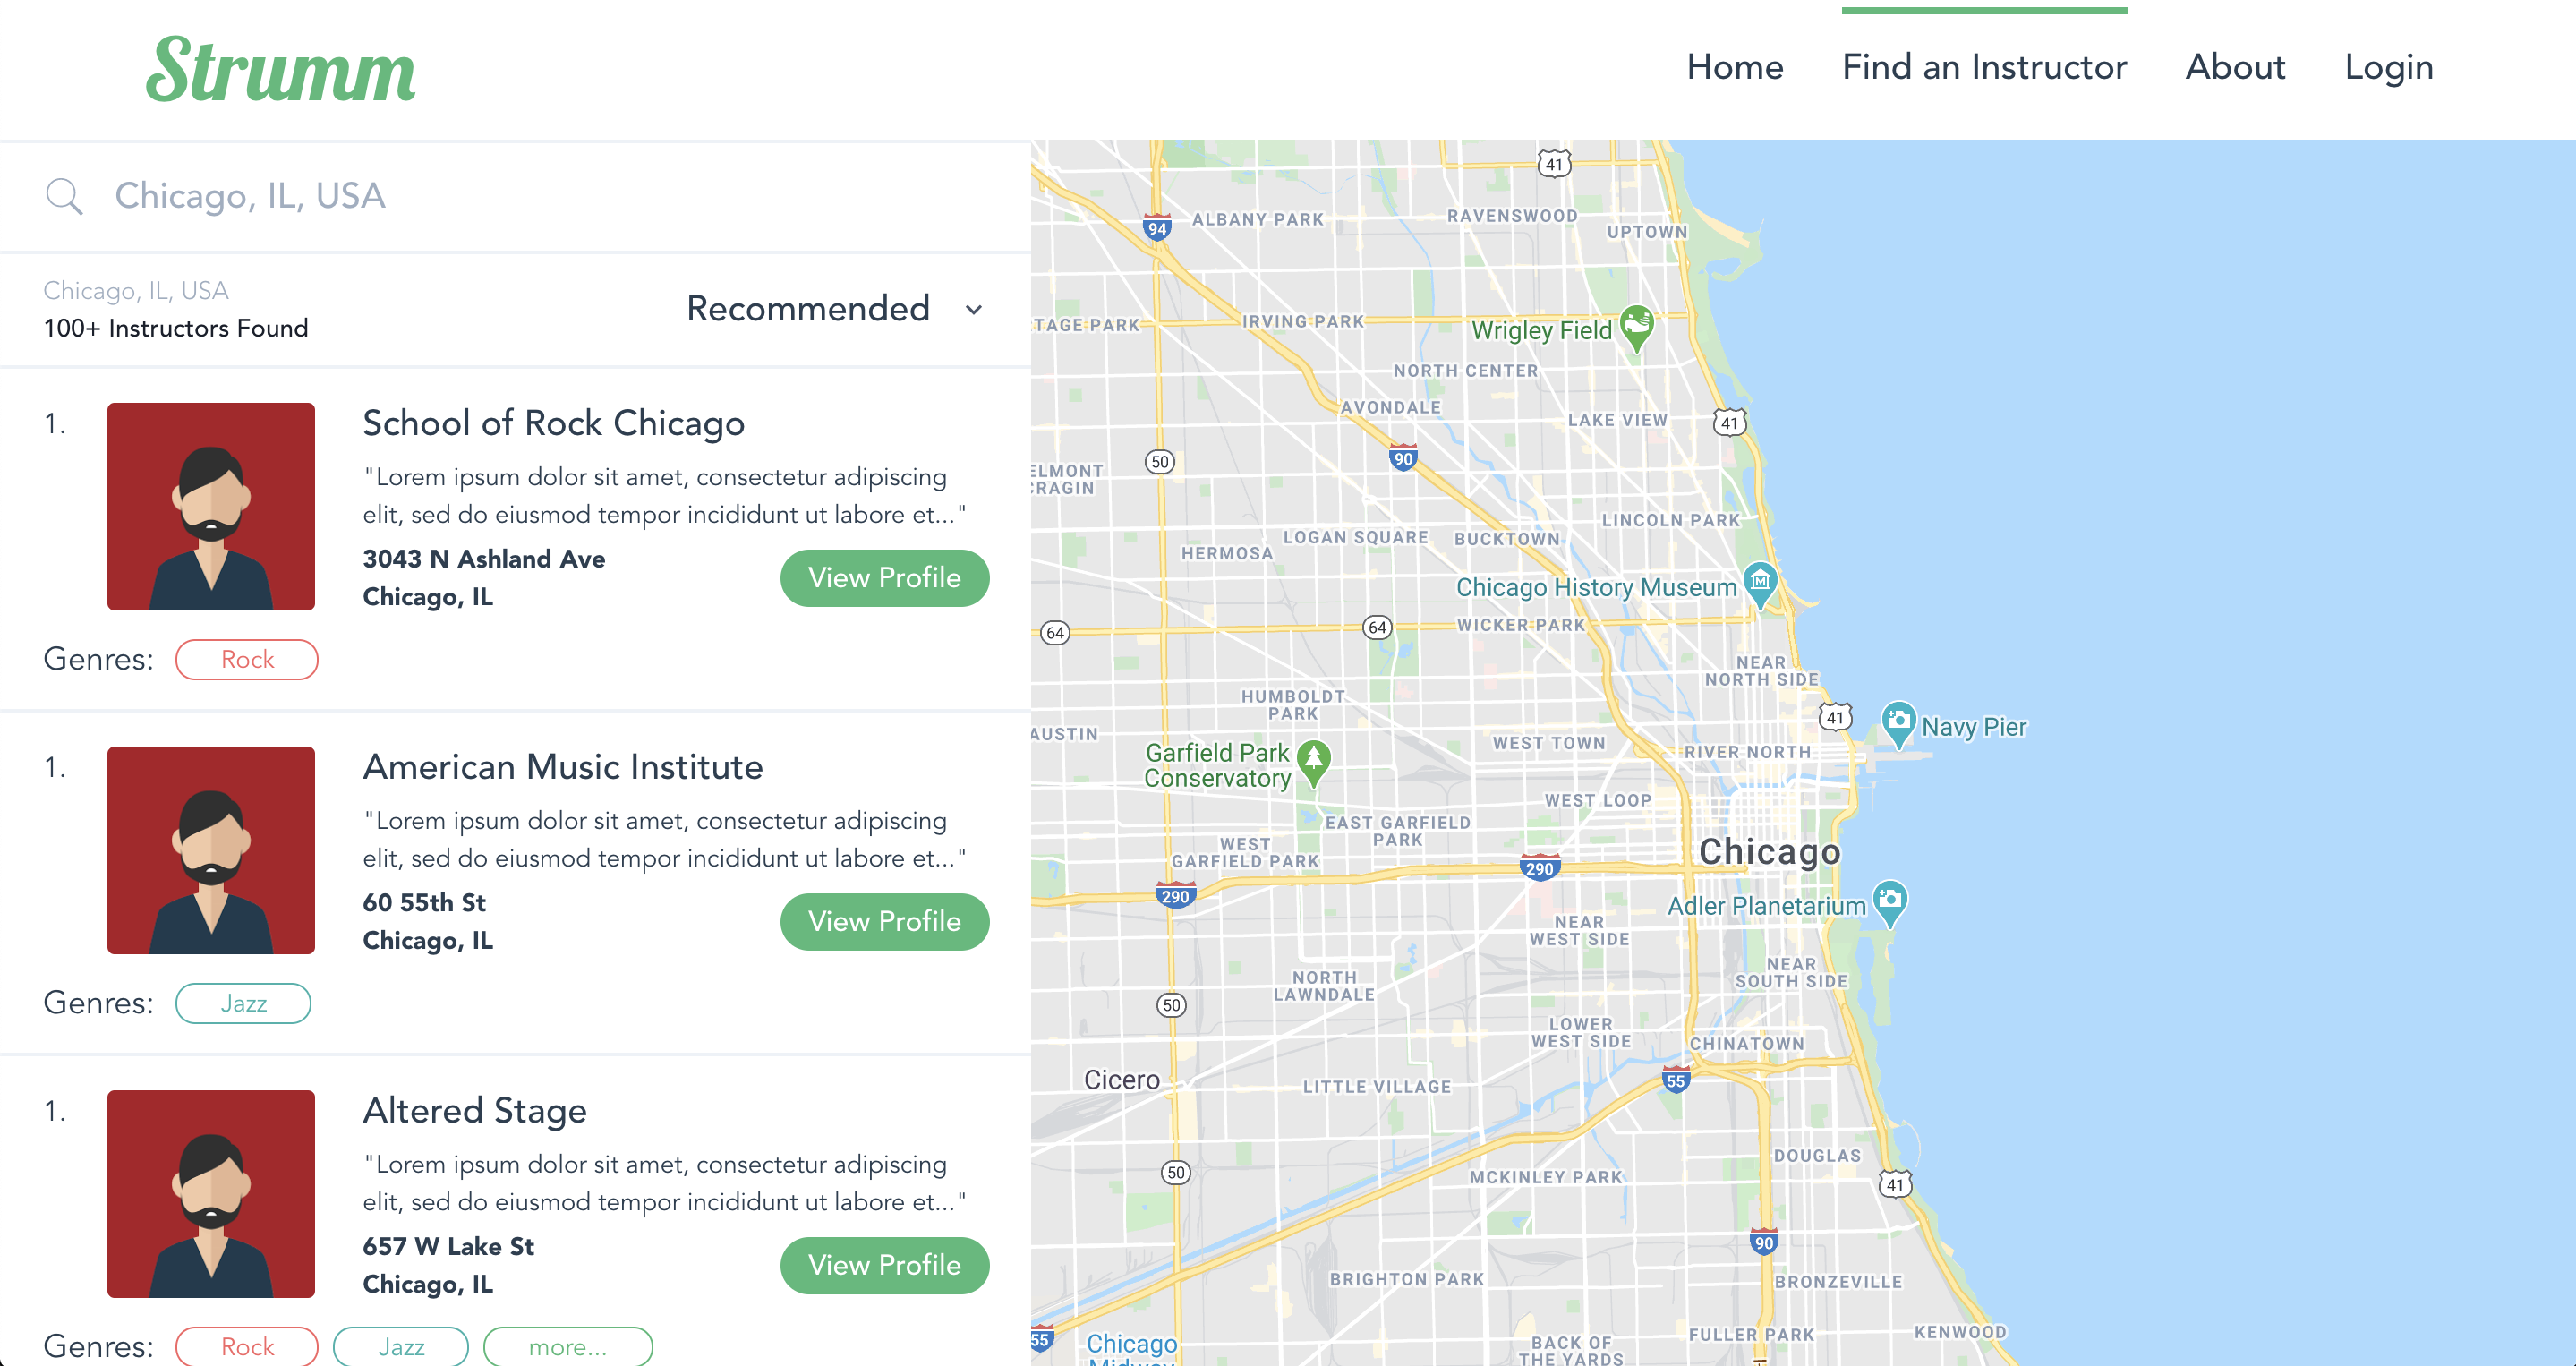 Strumm
Home
Find an Instructor
About
Login
Chicago, IL, USA
Chicago, IL, USA
100+ Instructors Found
Recommended
1.
School of Rock Chicago
"Lorem ipsum dolor sit amet, consectetur adipiscing
elit, sed do eiusmod tempor incididunt ut labore et..."
3043 N Ashland Ave
Chicago, IL
View Profile
Genres:
Rock
1.
American Music Institute
"Lorem ipsum dolor sit amet, consectetur adipiscing
elit, sed do eiusmod tempor incididunt ut labore et..."
60 55th St
Chicago, IL
View Profile
Genres:
Jazz
1.
Altered Stage
"Lorem ipsum dolor sit amet, consectetur adipiscing
elit, sed do eiusmod tempor incididunt ut labore et..."
657 W Lake St
Chicago, IL
View Profile
Genres:
Rock
Jazz
more...
41
94
ALBANY PARK
RAVENSWOOD
UPTOWN
TAGE PARK
IRVING PARK
Wrigley Field
NORTH CENTER
AVONDALE
LAKE VIEW
41
50
90
ELMONT
CRAGIN
LINCOLN PARK
LOGAN SQUARE
BUCKTOWN
HERMOSA
Chicago History Museum
64
64
WICKER PARK
NEAR
NORTH SIDE
HUMBOLDT
PARK
41
Navy Pier
AUSTIN
WEST TOWN
RIVER NORTH
Garfield Park
Conservatory
WEST LOOP
EAST GARFIELD
PARK
WEST
GARFIELD PARK
Chicago
290
290
Adler Planetarium
NEAR
WEST SIDE
NEAR
SOUTH SIDE
NORTH
LAWNDALE
50
LOWER
WEST SIDE
CHINATOWN
Cicero
LITTLE VILLAGE
55
50
DOUGLAS
MCKINLEY PARK
41
90
BRIGHTON PARK
BRONZEVILLE
55
Chicago
Midway
BACK OF
THE YARDS
FULLER PARK
KENWOOD